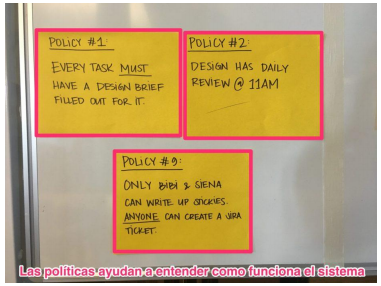 POLICY #1:
EVERY TASK MUST
HAVE A DESIGN BRIEF
FILLED OUT FOR IT.
POLICY #2:
DESIGN HAS DAILY
REVIEW @ 11AM
POLICY #9:
ONLY BIBI & SIENA
CAN WRITE UP STICKIES.
ANYONE CAN CREATE A JIRA
TICKET.
Las políticas ayudan a entender como funciona el sistema